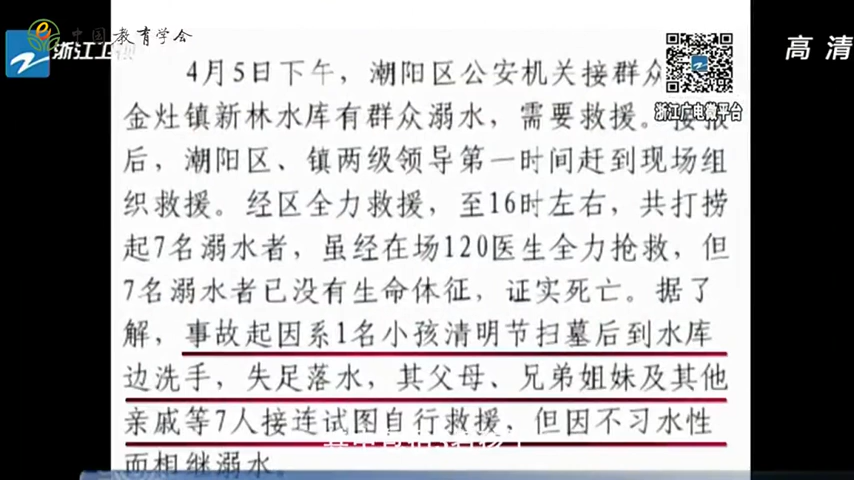 中国教育学会
浙江卫视
高清
浙江广电微平台
4月5日下午，潮阳区公安机关接群众
金灶镇新林水库有群众溺水，需要救援。接报
后，潮阳区、镇两级领导第一时间赶到现场组
织救援。经区全力救援，至16时左右，共打捞
起7名溺水者，虽经在场120医生全力抢救，但
7名溺水者已没有生命体征，证实死亡。据了
解，事故起因系1名小孩清明节扫墓后到水库
边洗手，失足落水，其父母、兄弟姐妹及其他
亲戚等7人接连试图自行救援，但因不习水性
而相继溺水。